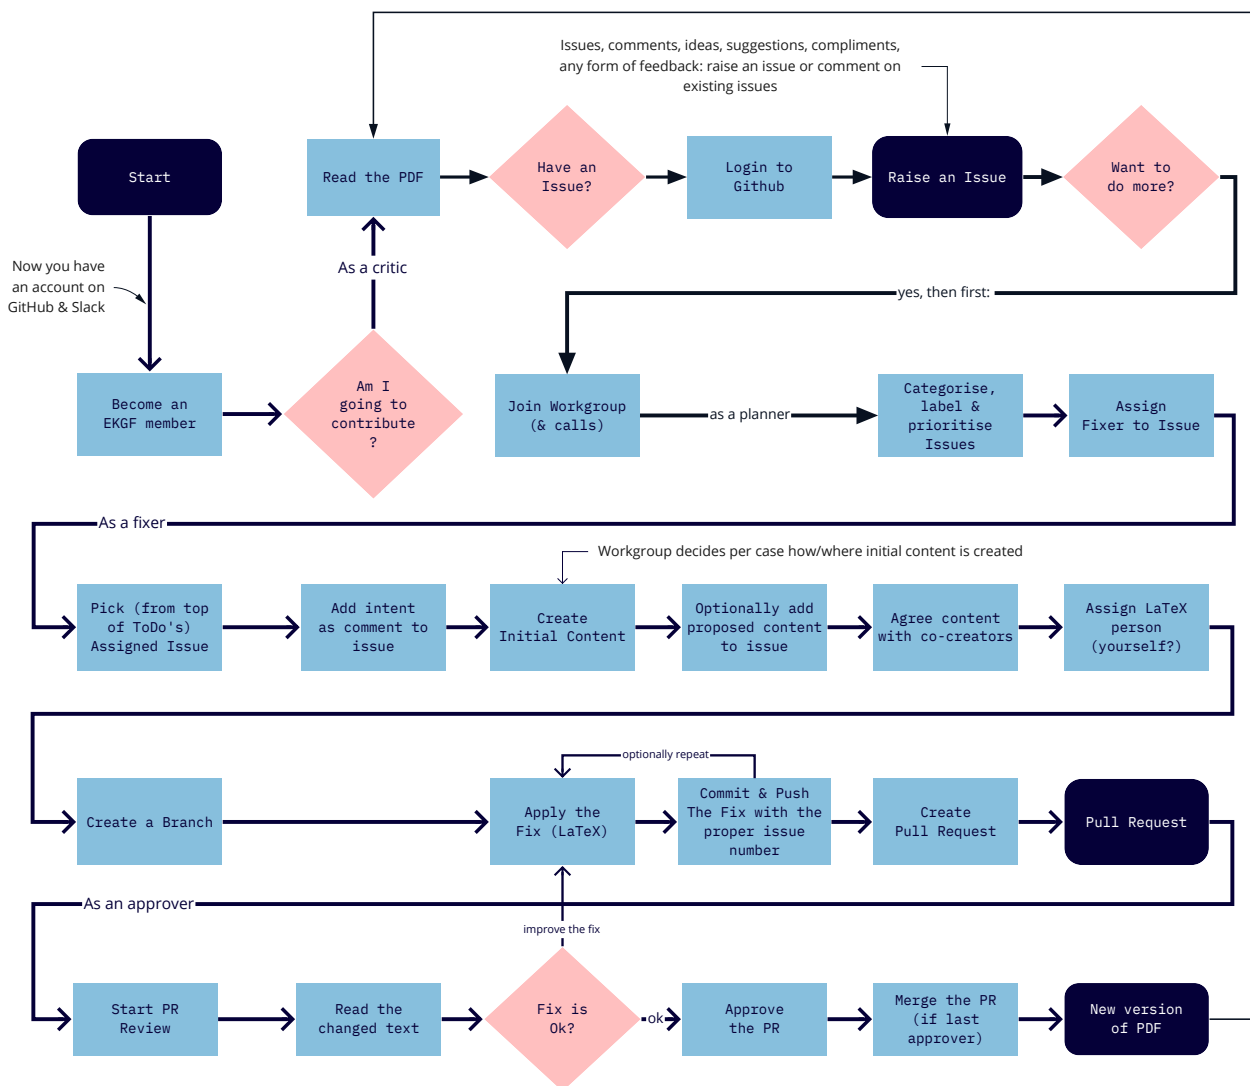 Issues, comments, ideas, suggestions, compliments,
any form of feedback: raise an issue or comment on
existing issues
Start
Read the PDF
Have an
Issue?
Login to
Github
Raise an Issue
Want to
do more?
Now you have
an account on
GitHub & Slack
As a critic
yes, then first:
Become an
EKGF member
Am I
going to
contribute
?
Join Workgroup
(& calls)
as a planner
Categorise,
label &
prioritise
Issues
Assign
Fixer to Issue
As a fixer
Workgroup decides per case how/where initial content is created
Pick (from top
of ToDo's)
Assigned Issue
Add intent
as comment to
issue
Create
Initial Content
Optionally add
proposed content
to issue
Agree content
with co-creators
Assign LaTeX
person
(yourself?)
optionally repeat
Create a Branch
Apply the
Fix (LaTeX)
Commit & Push
The Fix with the
proper issue
number
Create
Pull Request
Pull Request
As an approver
improve the fix
Start PR
Review
Read the
changed text
Fix is
Ok?
ok
Approve
the PR
Merge the PR
(if last
approver)
New version
of PDF